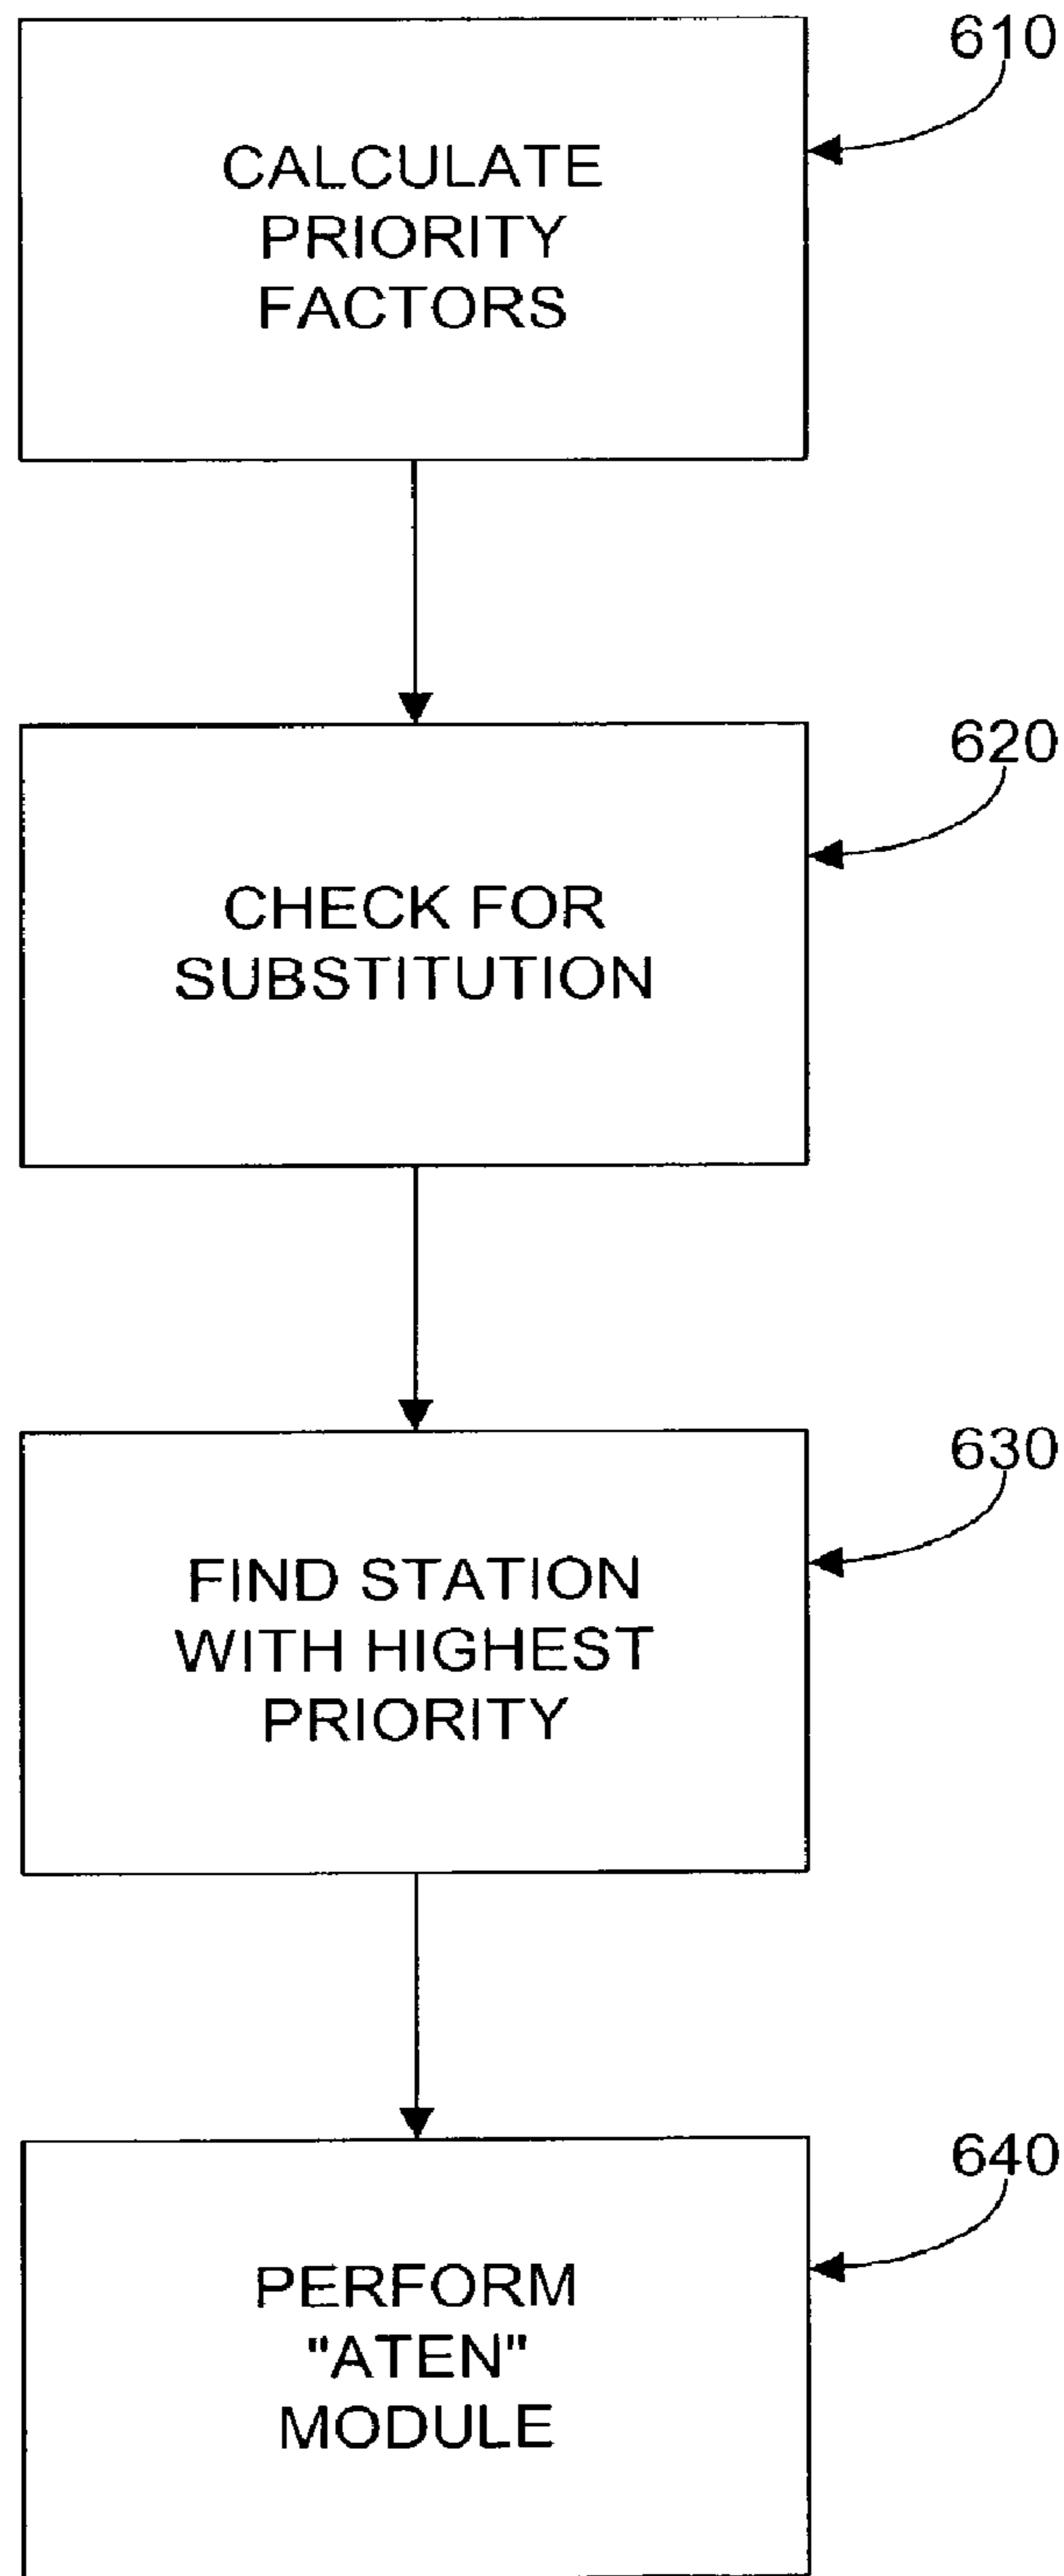 610
CALCULATE
PRIORITY
FACTORS
620
CHECK FOR
SUBSTITUTION
630
FIND STATION
WITH HIGHEST
PRIORITY
640
PERFORM
"ATEN"
MODULE